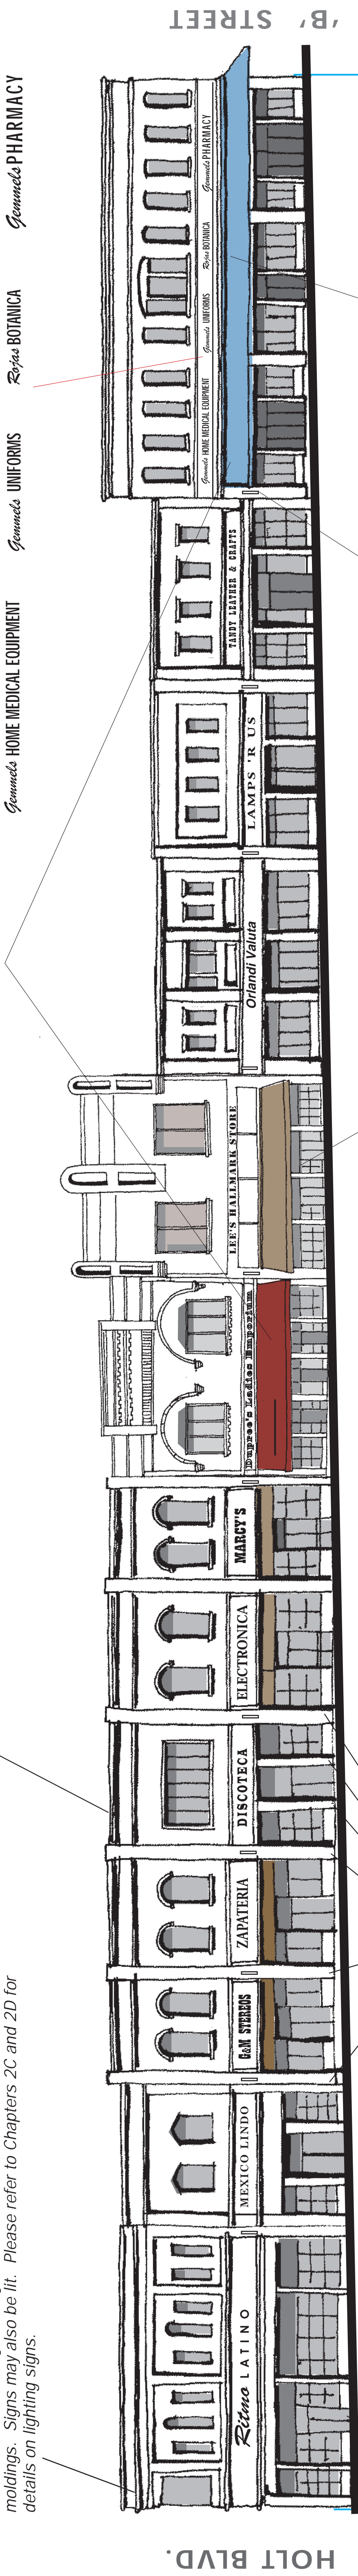 moldings. Signs may also be lit. Please refer to Chapters 2C and 2D for
details on lighting signs.
Gemmels HOME MEDICAL EQUIPMENT
Gemmels UNIFORMS
Rojas BOTANICA
Gemmels PHARMACY
HOLT BLVD.
Ritmo LATINO
MEXICO LINDO
G&M STEREOS
ZAPATERIA
DISCOTECA
ELECTRONICA
MARCY'S
Dupree's Ladies Emporium
LEE'S HALLMARK STORE
Orlandi Valuta
LAMPS 'R US
TANDY LEATHER & CRAFTS
Gemmels HOME MEDICAL EQUIPMENT
Gemmels UNIFORMS
Rojas BOTANICA
Gemmels PHARMACY
'B' STREET